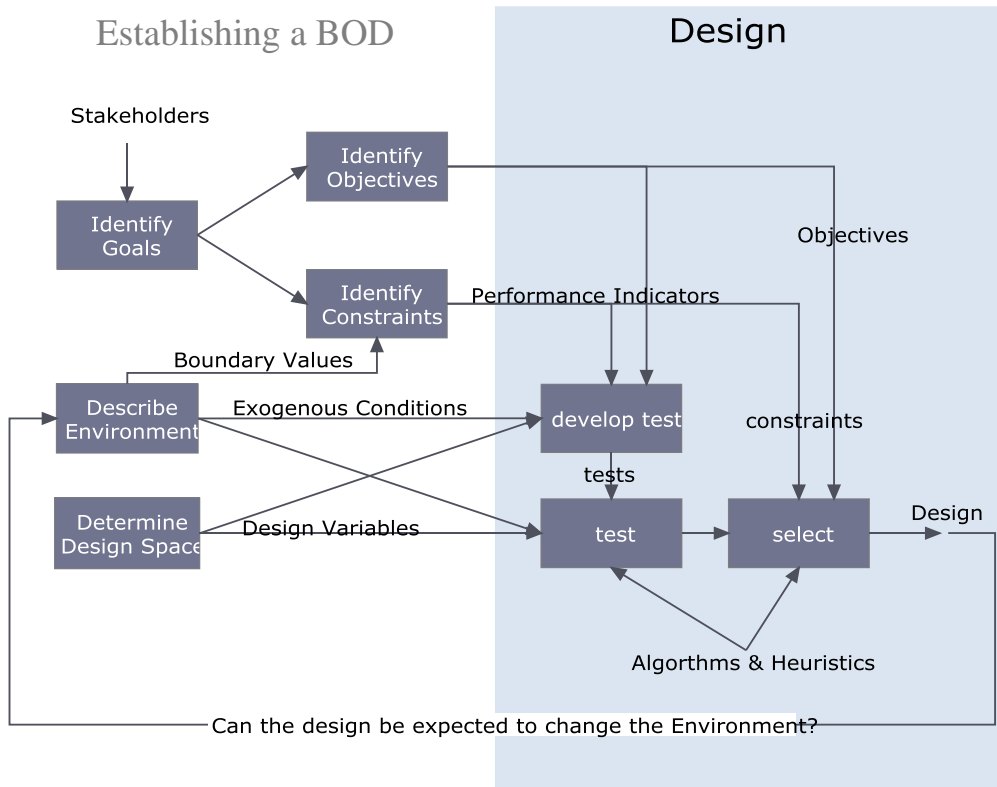 Establishing a BOD
Design
Stakeholders
Identify
Objectives
Identify
Goals
Objectives
Identify
Constraints
Performance Indicators
Boundary Values
Describe
Environment
Exogenous Conditions
develop test
constraints
tests
Determine
Design Space
Design Variables
test
select
Design
Algorthms & Heuristics
Can the design be expected to change the Environment?